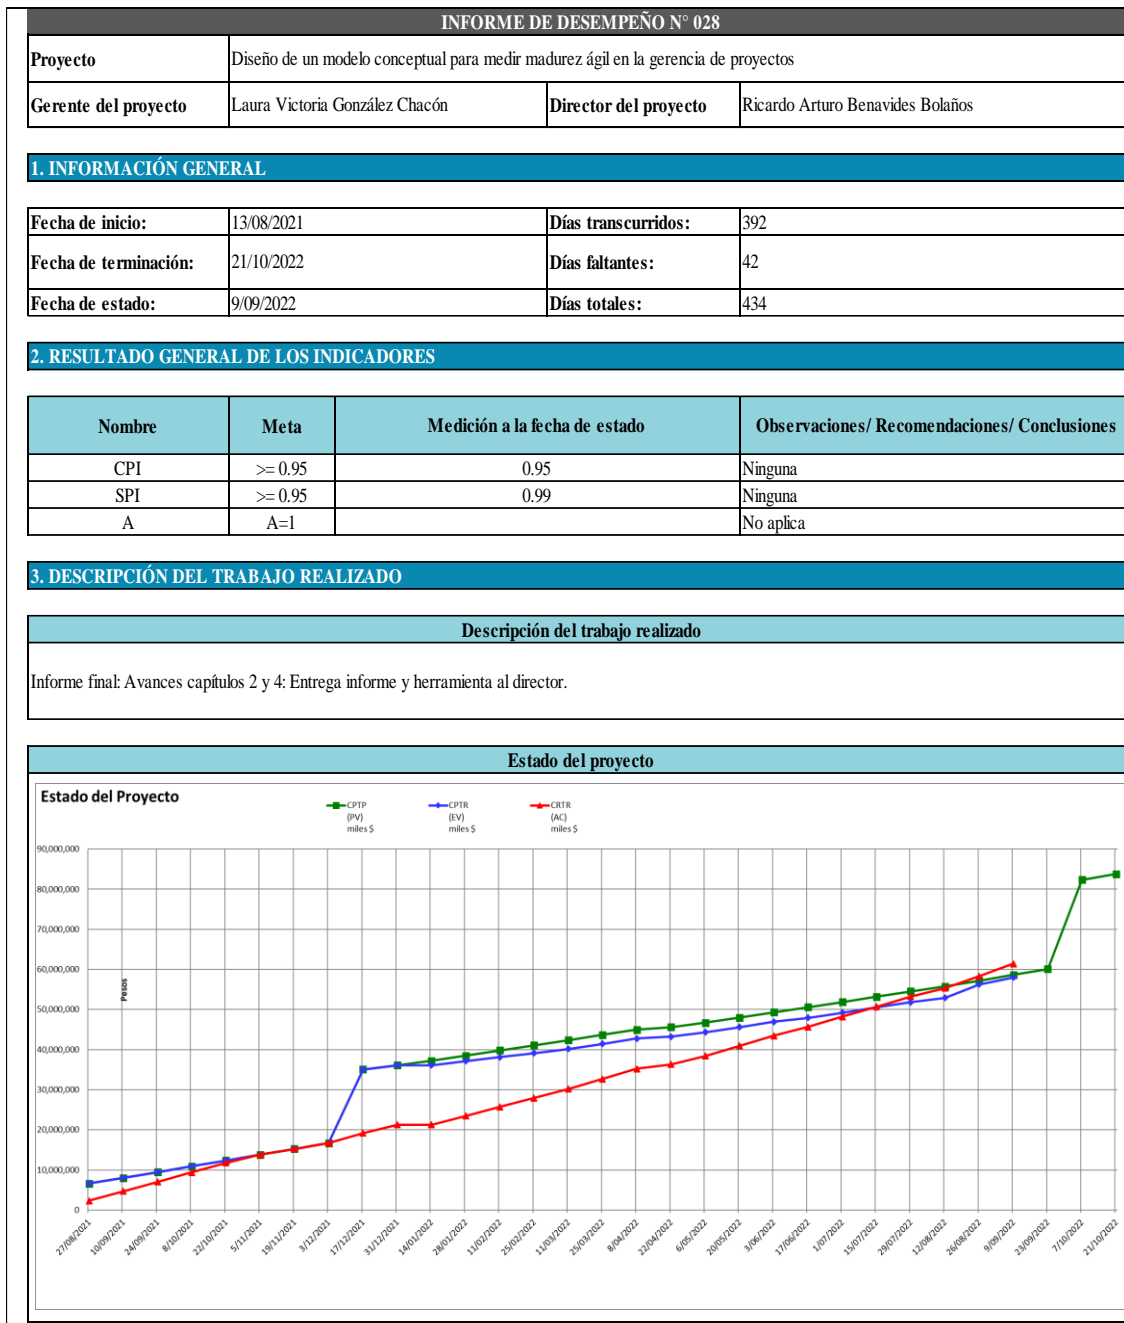 INFORME DE DESEMPEÑO N° 028
Proyecto Diseño de un modelo conceptual para medir madurez ágil en la gerencia de proyectos
Gerente del proyecto Laura Victoria González Chacón Director del proyecto Ricardo Arturo Benavides Bolaños
1. INFORMACIÓN GENERAL
Fecha de inicio: 13/08/2021 Días transcurridos: 392
Fecha de terminación: 21/10/2022 Días faltantes: 42
Fecha de estado: 9/09/2022 Días totales: 434
2. RESULTADO GENERAL DE LOS INDICADORES
Nombre Meta Medición a la fecha de estado Observaciones/ Recomendaciones/ Conclusiones
CPI >= 0.95 0.95 Ninguna
SPI >= 0.95 0.99 Ninguna
A A=1 No aplica
3. DESCRIPCIÓN DEL TRABAJO REALIZADO
Descripción del trabajo realizado
Informe final: Avances capítulos 2 y 4: Entrega informe y herramienta al director.
Estado del proyecto
Estado del Proyecto
CPTP CPTR CRTR
(PV) (EV) (AC)
miles $ miles $ miles $
90,000,000
80,000,000
70,000,000
60,000,000
50,000,000
40,000,000
30,000,000
20,000,000
10,000,000
0
Pesos
27/08/2021 10/09/2021 24/09/2021 8/10/2021 22/10/2021 5/11/2021 19/11/2021 3/12/2021 17/12/2021 31/12/2021 14/01/2022 28/01/2022 11/02/2022 25/02/2022 11/03/2022 25/03/2022 8/04/2022 22/04/2022 6/05/2022 20/05/2022 3/06/2022 17/06/2022 1/07/2022 15/07/2022 29/07/2022 12/08/2022 26/08/2022 9/09/2022 23/09/2022 7/10/2022 21/10/2022